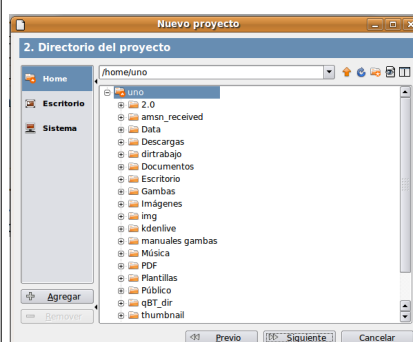 Nuevo proyecto
2. Directorio del proyecto
Home
Escritorio
Sistema
Agregar
Remover
/home/uno
uno
2.0
amsn_received
Data
Descargas
dirtrabajo
Documentos
Escritorio
Gambas
Imágenes
img
kdenlive
manuales gambas
Música
PDF
Plantillas
Público
qBT_dir
thumbnail
Previo
Siguiente
Cancelar